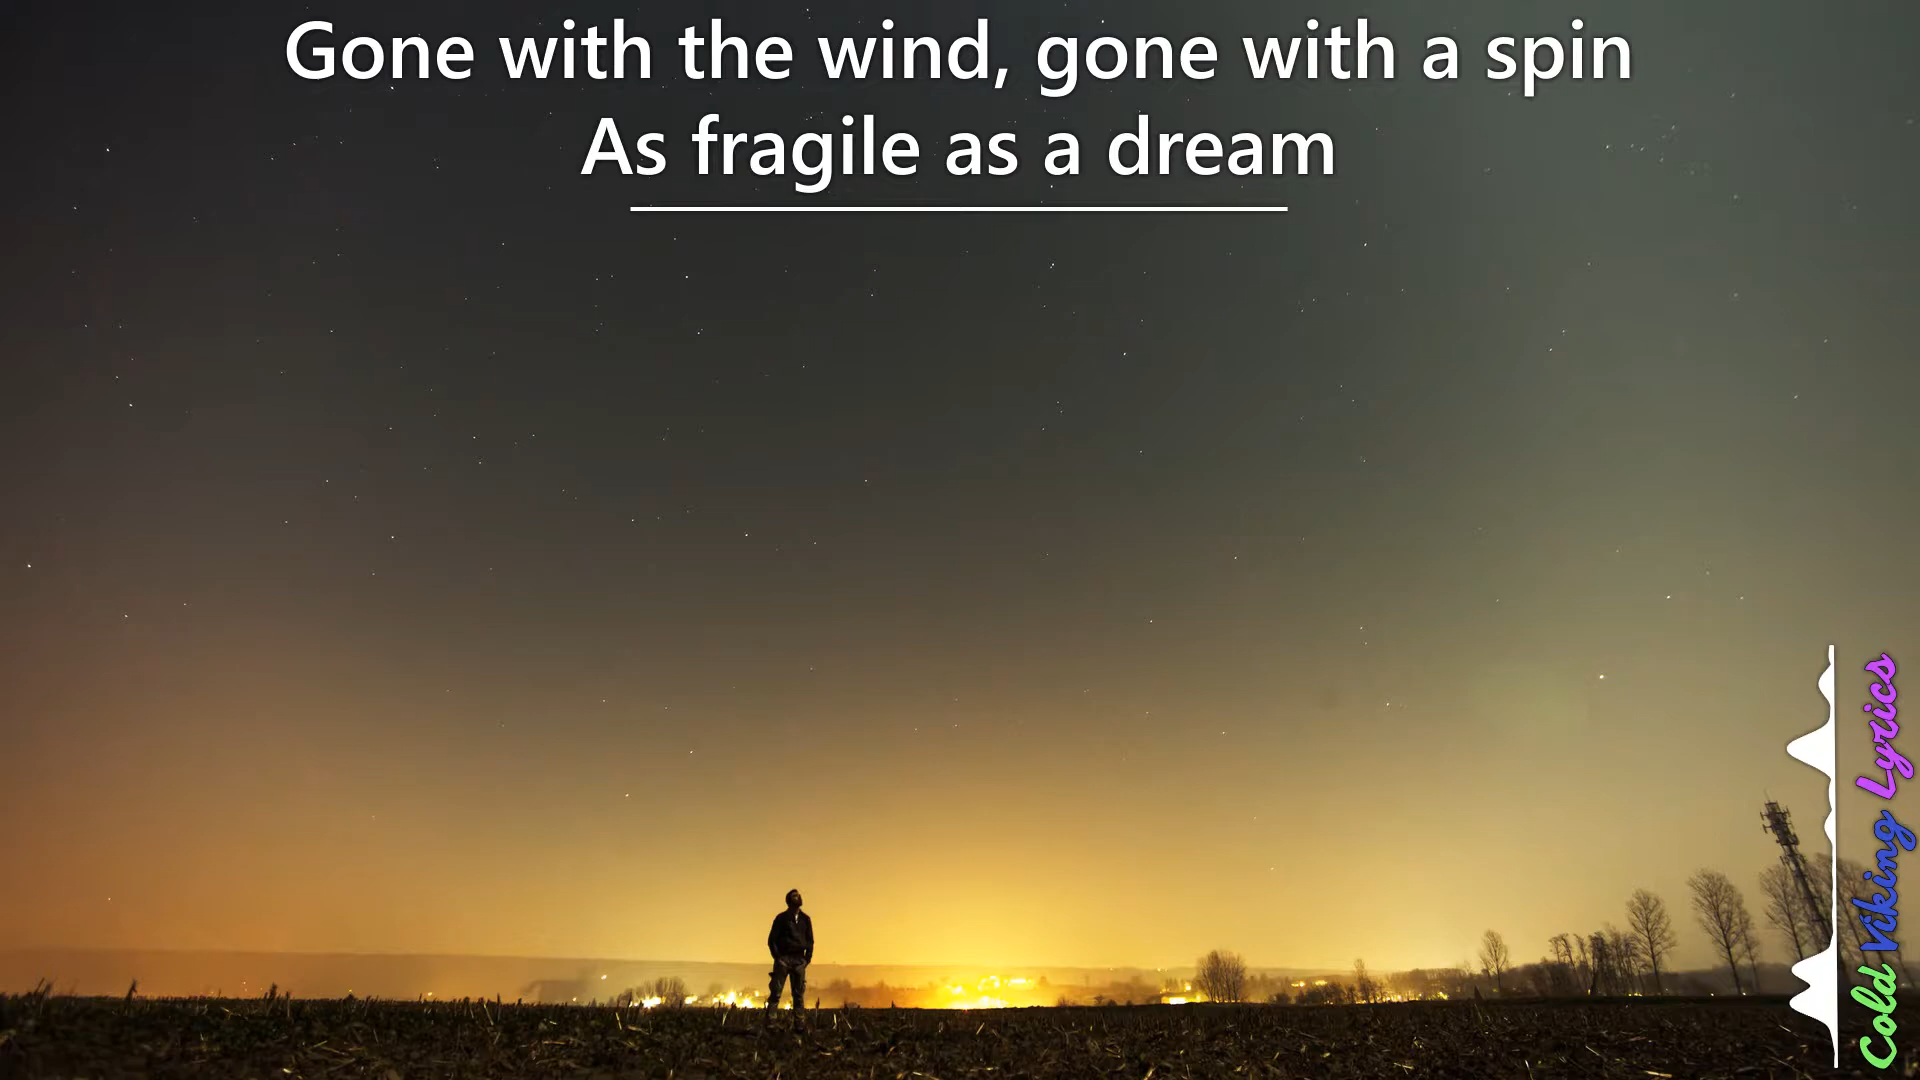 Gone with the wind, gone with a spin
As fragile as a dream
Cold Viking Lyrics